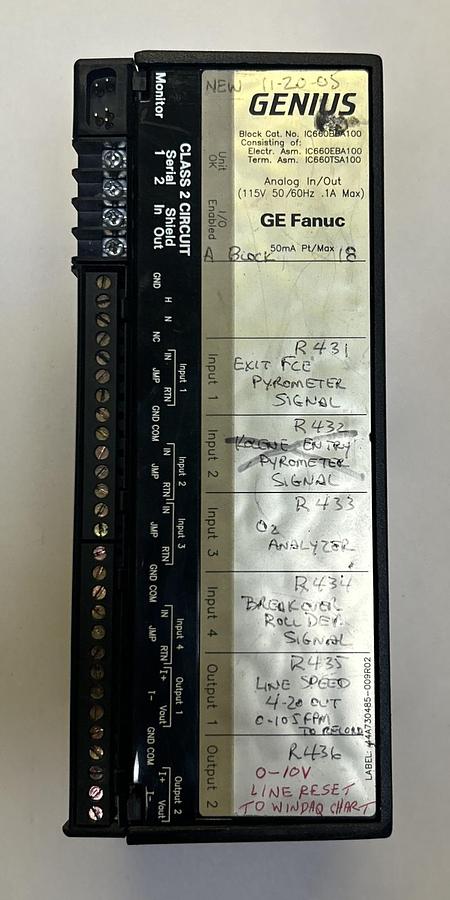 NEW 11-20-05
GENIUS
Block Cat. No. IC660BBA100
Consisting of:
Electr. Asm. IC660EBA100
Term. Asm. IC660TSA100
Analog In/Out
(115V 50/60Hz .1A Max)
GE Fanuc
50mA Pt/Max
A BLOCK 18
Unit OK
I/O Enabled
Monitor
CLASS 2 CIRCUIT
Serial Shield
1 2 In Out
GND
H
N
NC
Input 1
IN
JMP
RTN
GND COM
Input 2
IN
JMP
RTN
Input 3
IN
JMP
RTN
GND COM
Input 4
IN
JMP
RTN
Output 1
I+
I-
Vout
GND COM
Output 2
I+
I-
Vout
Input 1
R431
EXIT FCE
PYROMETER
SIGNAL
Input 2
R432
ENTRY
PYROMETER
SIGNAL
Input 3
R433
O2
ANALYZER
Input 4
R434
BREAKOVER
ROLL DER.
SIGNAL
Output 1
R435
LINE SPEED
4-20 OUT
0-105 FPM
TO RECORD
Output 2
R436
0-10V
LINE RESET
TO WINDAQ CHART
LABEL: 44A730485-009R02